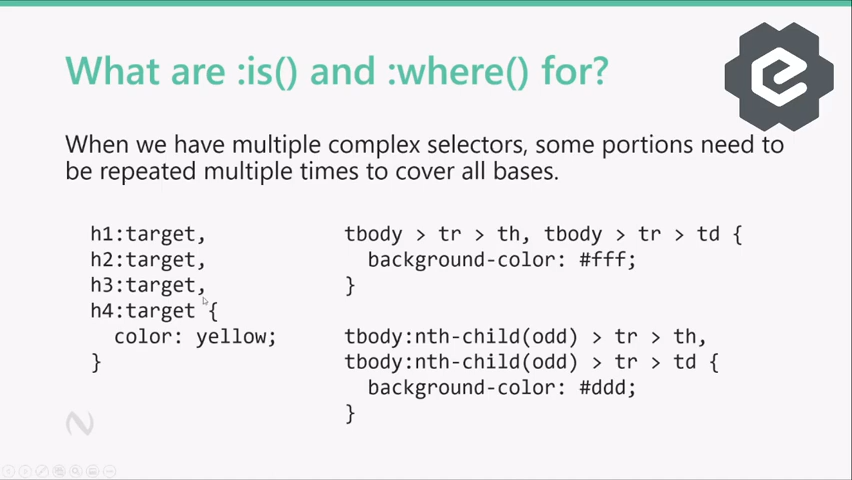 What are :is() and :where() for?
When we have multiple complex selectors, some portions need to
be repeated multiple times to cover all bases.
h1:target,
h2:target,
h3:target,
h4:target {
  color: yellow;
}
tbody > tr > th, tbody > tr > td {
  background-color: #fff;
}
tbody:nth-child(odd) > tr > th,
tbody:nth-child(odd) > tr > td {
  background-color: #ddd;
}